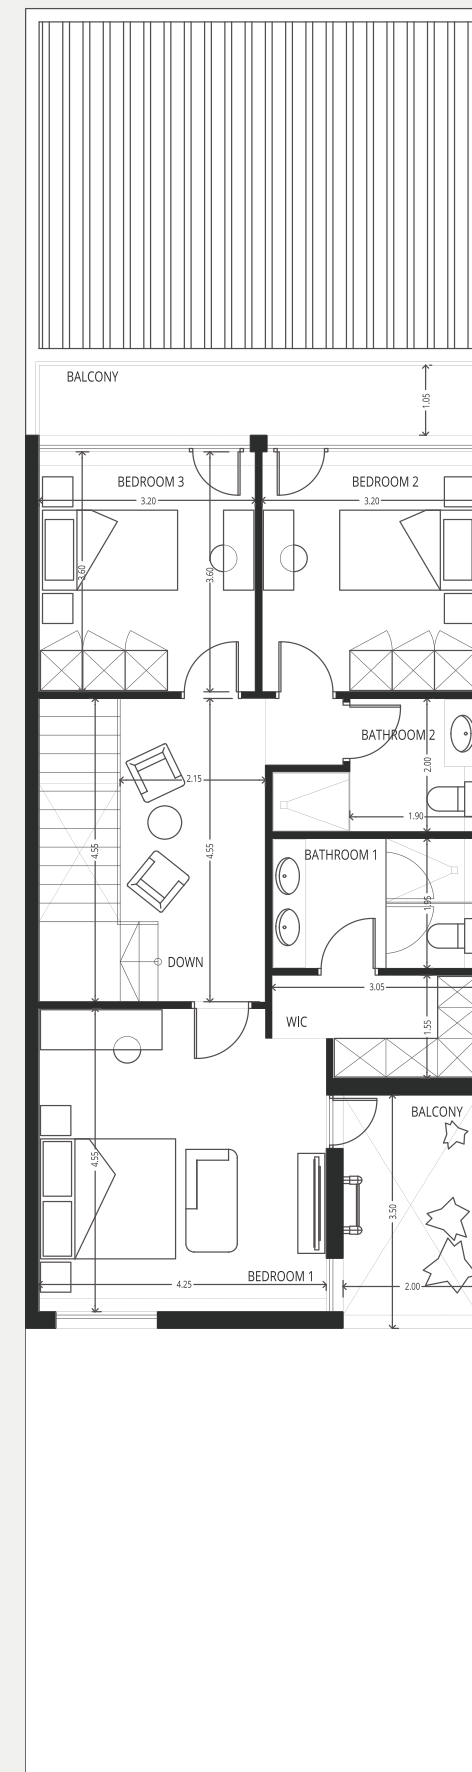 BALCONY
1.05
BEDROOM 3
BEDROOM 2
3.20
3.20
3.60
3.60
BATHROOM 2
2.00
2.15
1.90
4.55
4.55
BATHROOM 1
1.95
DOWN
3.05
WIC
1.55
BALCONY
4.55
3.50
BEDROOM 1
4.25
2.00